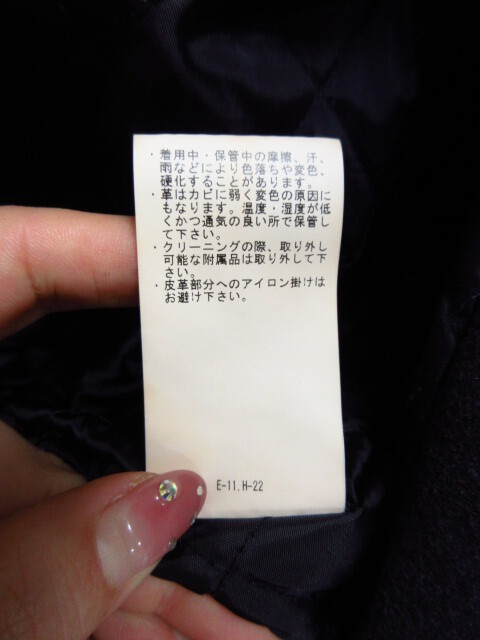 ・着用中・保管中の摩擦、汗、
雨などにより色落ちや変色、
硬化することがあります。
・革はカビに弱く変色の原因に
もなります。温度・湿度が低
くかつ通気の良い所で保管し
て下さい。
・クリーニングの際、取り外し
可能な附属品は取り外して下さ
い。
・皮革部分へのアイロン掛けは
お避け下さい。
E-11,H-22